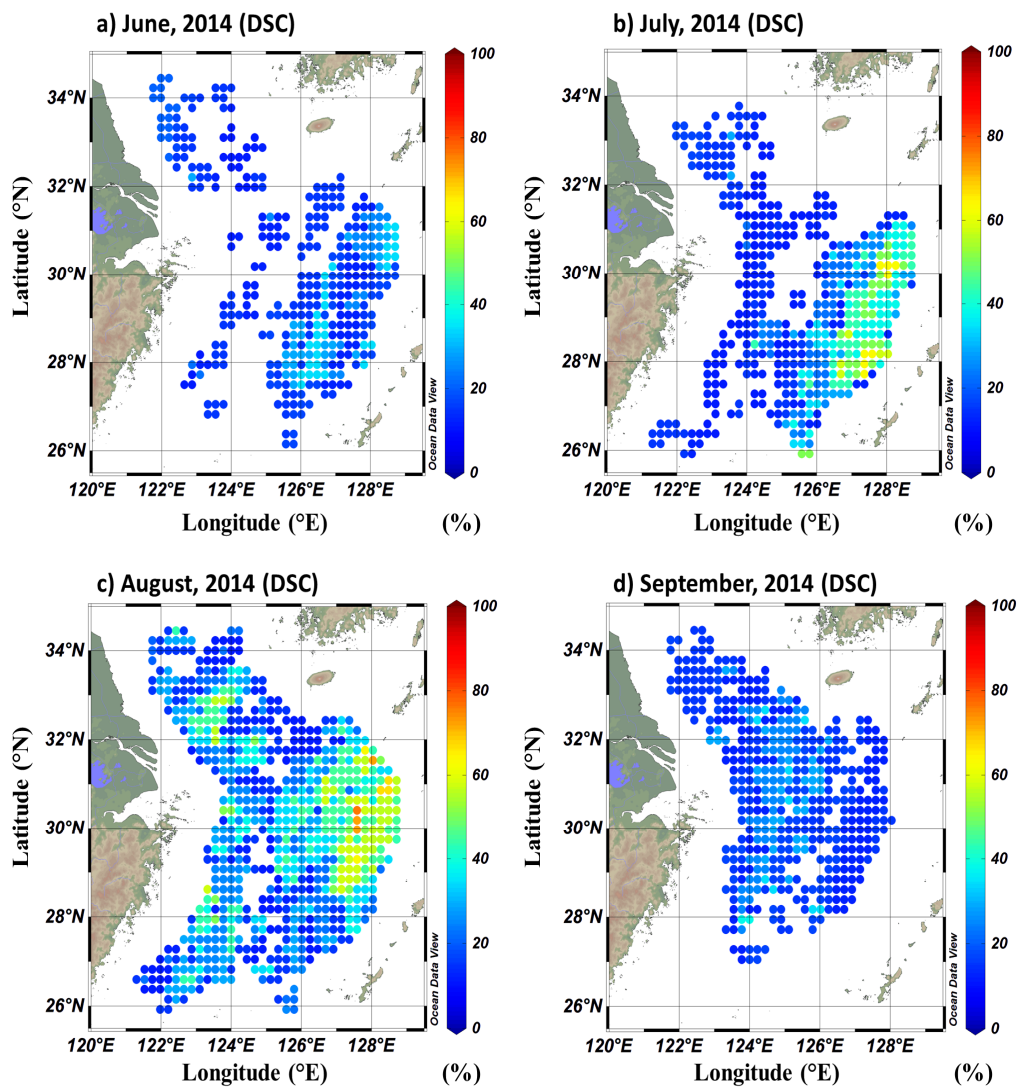 a) June, 2014 (DSC)
34°N
32°N
30°N
28°N
26°N
120°E 122°E 124°E 126°E 128°E
Latitude (°N)
Longitude (°E)
Ocean Data View
100
80
60
40
20
0
(%)
b) July, 2014 (DSC)
34°N
32°N
30°N
28°N
26°N
120°E 122°E 124°E 126°E 128°E
Latitude (°N)
Longitude (°E)
Ocean Data View
100
80
60
40
20
0
(%)
c) August, 2014 (DSC)
34°N
32°N
30°N
28°N
26°N
120°E 122°E 124°E 126°E 128°E
Latitude (°N)
Longitude (°E)
Ocean Data View
100
80
60
40
20
0
(%)
d) September, 2014 (DSC)
34°N
32°N
30°N
28°N
26°N
120°E 122°E 124°E 126°E 128°E
Latitude (°N)
Longitude (°E)
Ocean Data View
100
80
60
40
20
0
(%)